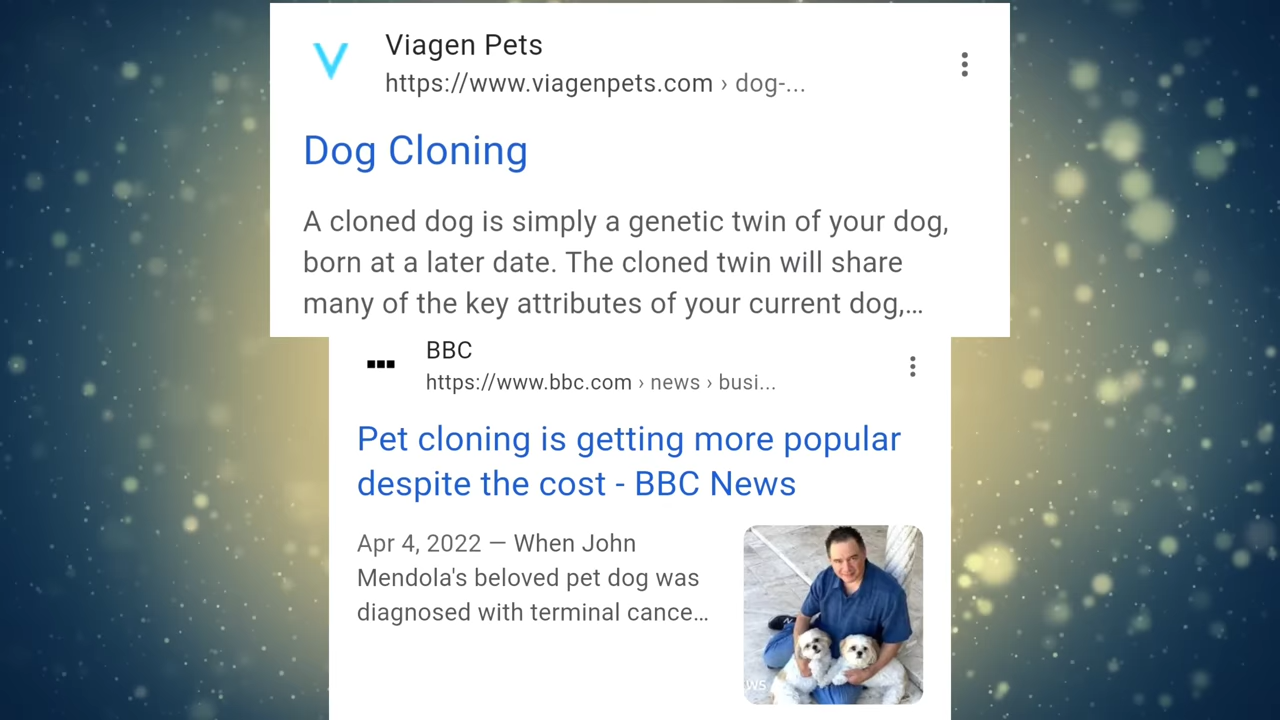 Viagen Pets
https://www.viagenpets.com › dog-...
Dog Cloning
A cloned dog is simply a genetic twin of your dog,
born at a later date. The cloned twin will share
many of the key attributes of your current dog,...
BBC
https://www.bbc.com › news › busi...
Pet cloning is getting more popular
despite the cost - BBC News
Apr 4, 2022 — When John
Mendola's beloved pet dog was
diagnosed with terminal cance...
WS